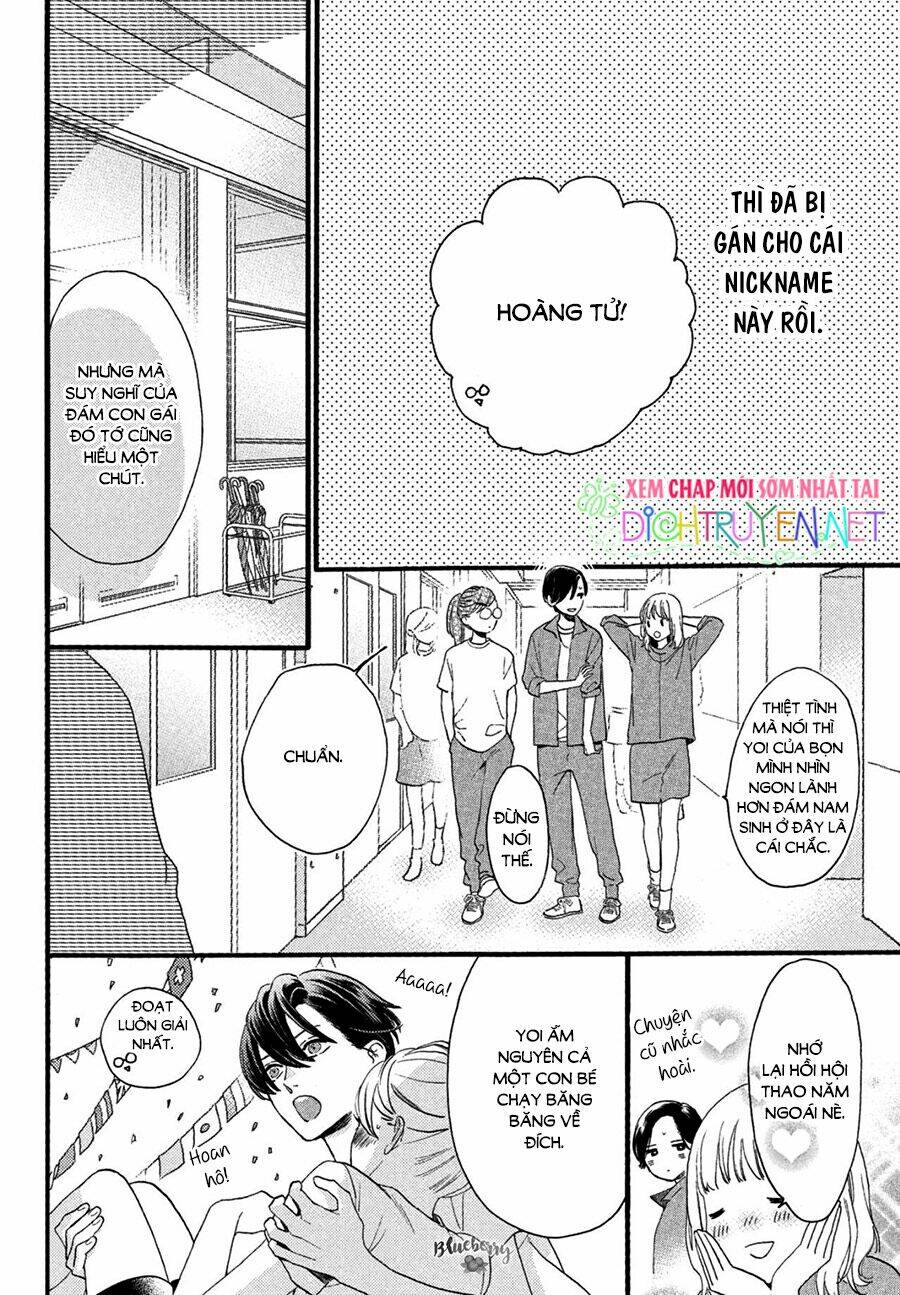 THÌ ĐÃ BỊ
GÁN CHO CÁI
NICKNAME
NÀY RỒI.
HOÀNG TỬ!
XEM CHAP MỚI SỚM NHẤT TẠI
DICHTRUYEN.NET
NHƯNG MÀ
SUY NGHĨ CỦA
ĐÁM CON GÁI
ĐÓ TỚ CŨNG
HIỂU MỘT
CHÚT.
THIỆT TÌNH
MÀ NÓI THÌ
YOI CỦA BỌN
MÌNH NHÌN
NGON LÀNH
HƠN ĐÁM NAM
SINH Ở ĐÂY LÀ
CÁI CHẮC.
ĐỪNG
NÓI
THẾ.
CHUẨN.
NHỚ
LẠI HỒI HỘI
THAO NĂM
NGOÁI NÈ.
Chuyện
cũ nhắc
hoài.
YOI ẴM
NGUYÊN CẢ
MỘT CON BÉ
CHẠY BĂNG
BĂNG VỀ
ĐÍCH.
Aaaaa!
ĐOẠT
LUÔN GIẢI
NHẤT.
Hoan
hô!
Blueberry